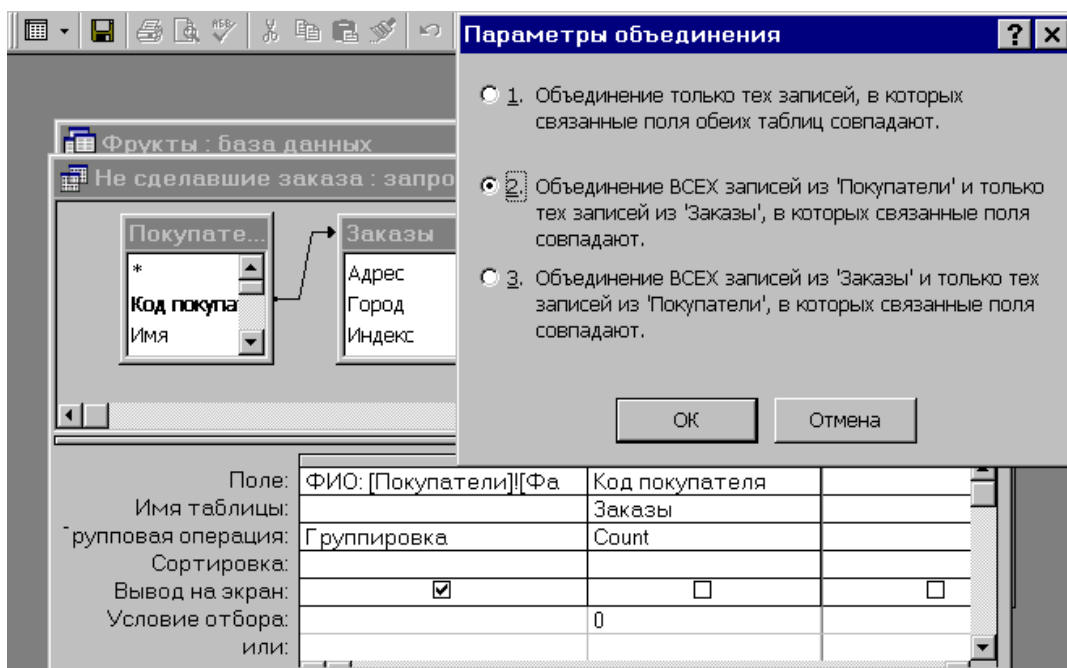 Параметры объединения
1. Объединение только тех записей, в которых
связанные поля обеих таблиц совпадают.
2. Объединение ВСЕХ записей из 'Покупатели' и только
тех записей из 'Заказы', в которых связанные поля
совпадают.
3. Объединение ВСЕХ записей из 'Заказы' и только тех
записей из 'Покупатели', в которых связанные поля
совпадают.
ОК Отмена
Фрукты : база данных
Не сделавшие заказа : запро
Покупате... Заказы
*
Код покупа
Имя
Адрес
Город
Индекс
Поле: ФИО: [Покупатели]![Фа Код покупателя
Имя таблицы: Заказы
рупповая операция: Группировка Count
Сортировка:
Вывод на экран:
Условие отбора: 0
или: